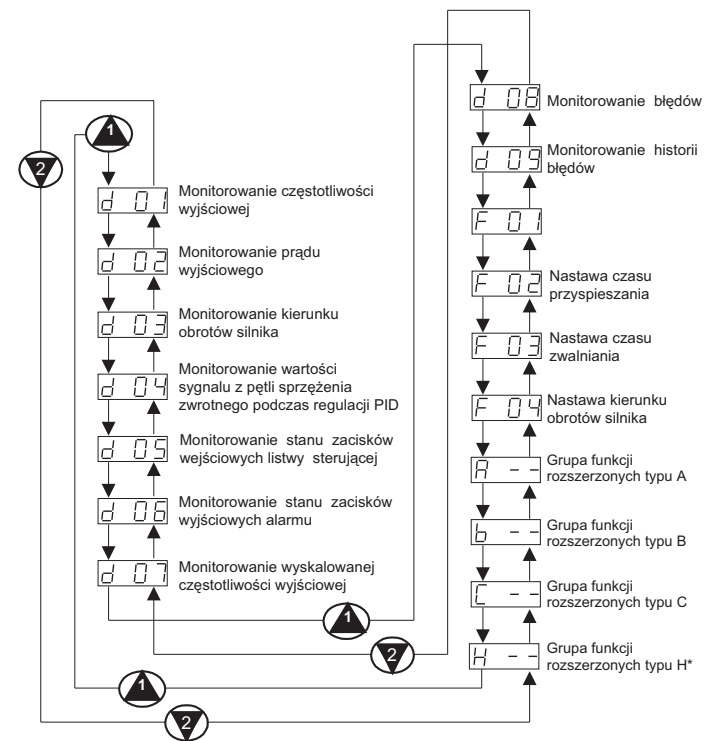 1
2
d 01
Monitorowanie częstotliwości
wyjściowej
d 02
Monitorowanie prądu
wyjściowego
d 03
Monitorowanie kierunku
obrotów silnika
d 04
Monitorowanie wartości
sygnalu z pętli sprzężenia
zwrotnego podczas regulacji PID
d 05
Monitorowanie stanu zacisków
wejściowych listwy sterującej
d 06
Monitorowanie stanu zacisków
wyjściowych alarmu
d 07
Monitorowanie wyskalowanej
częstotliwości wyjściowej
1
2
1
2
d 08
Monitorowanie błędów
d 09
Monitorowanie historii
błędów
F 01
F 02
Nastawa czasu
przyspieszania
F 03
Nastawa czasu
zwalniania
F 04
Nastawa kierunku
obrotów silnika
A --
Grupa funkcji
rozszerzonych typu A
b --
Grupa funkcji
rozszerzonych typu B
C --
Grupa funkcji
rozszerzonych typu C
H --
Grupa funkcji
rozszerzonych typu H*